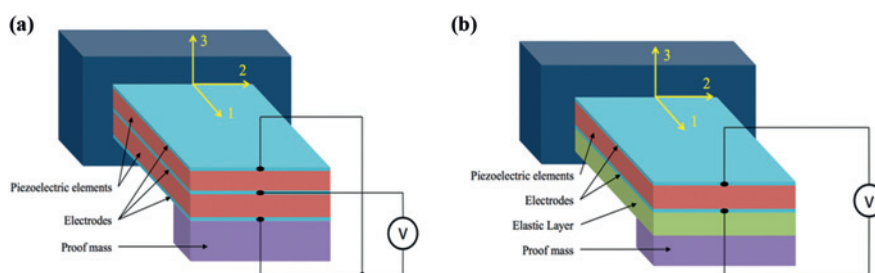 (a)
3
2
1
Piezoelectric elements
Electrodes
Proof mass
V
(b)
3
2
1
Piezoelectric elements
Electrodes
Elastic Layer
Proof mass
V